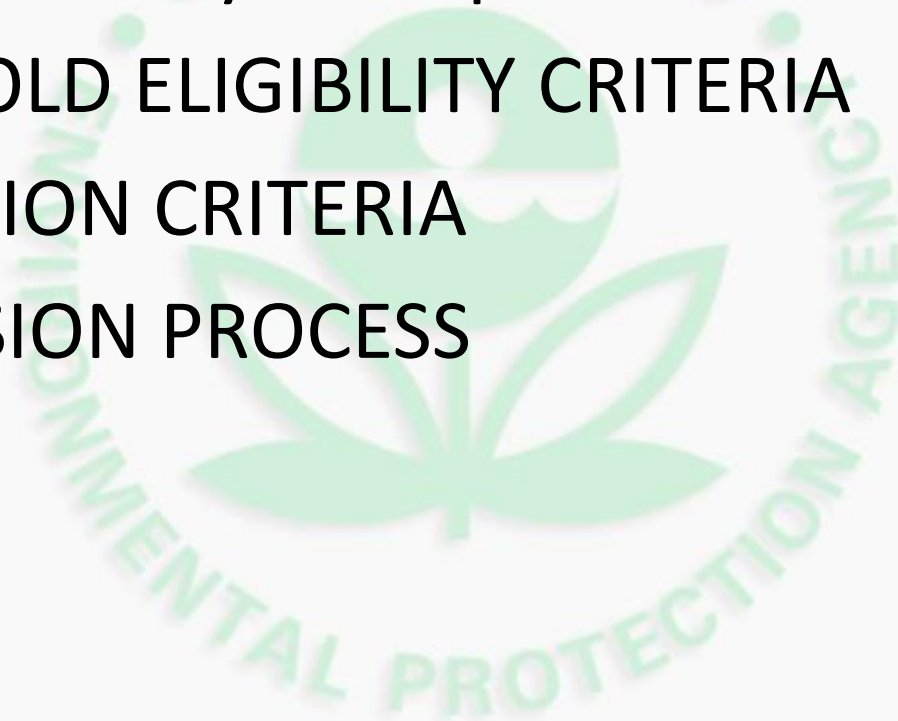 OLD ELIGIBILITY CRITERIA
ION CRITERIA
SION PROCESS
ENVIRONMENTAL PROTECTION AGENCY